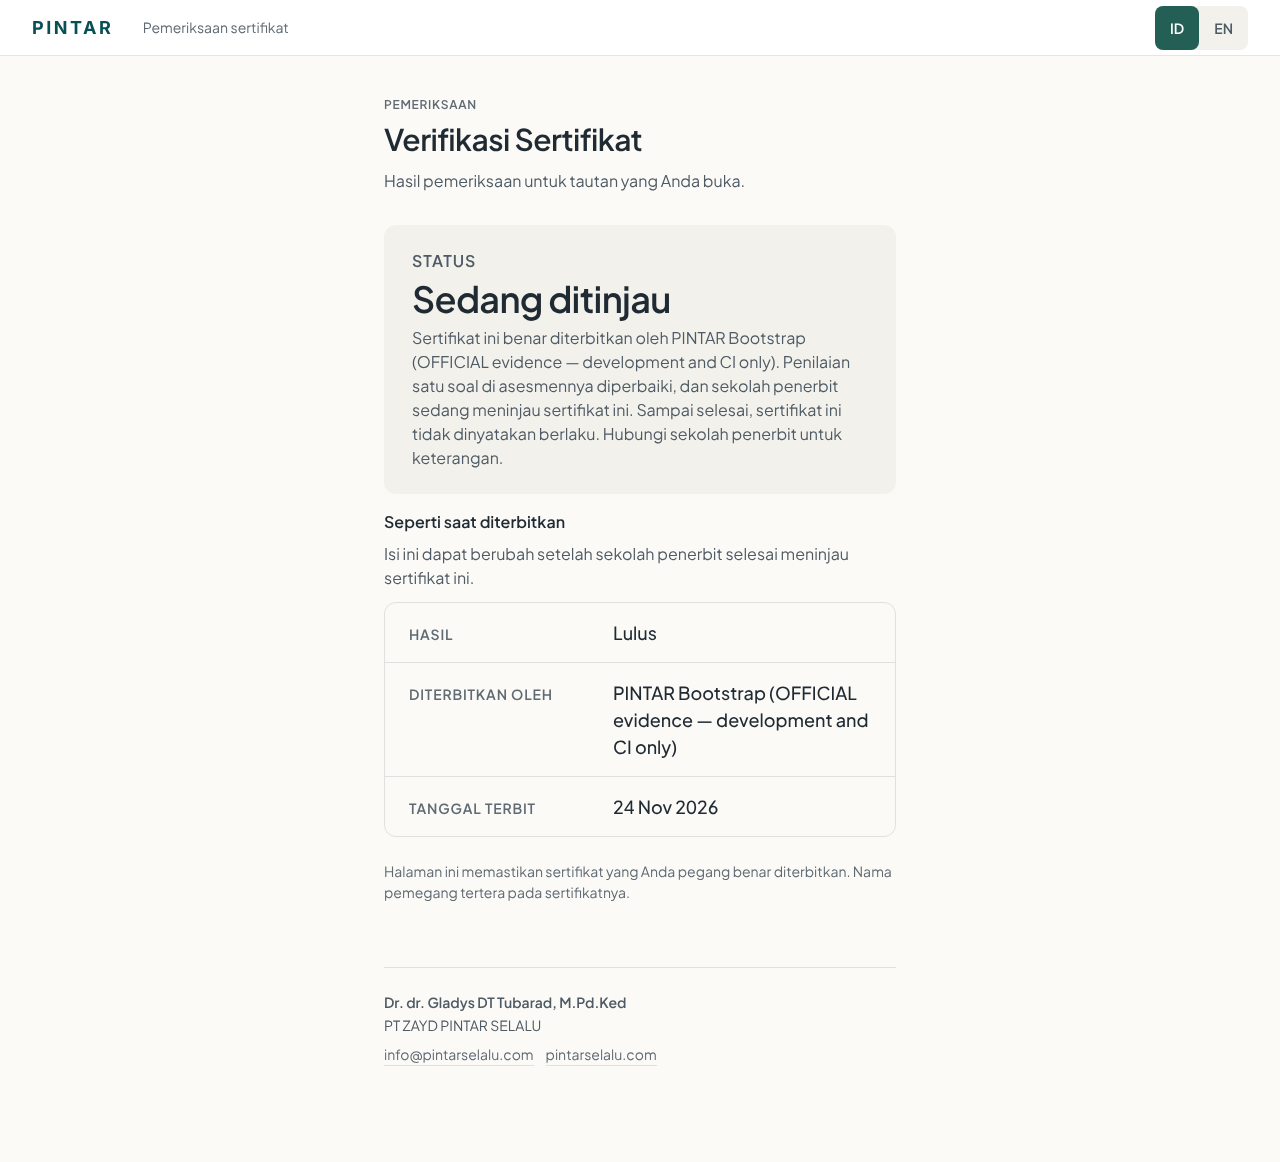 PINTAR
Pemeriksaan sertifikat
ID
EN
PEMERIKSAAN
Verifikasi Sertifikat
Hasil pemeriksaan untuk tautan yang Anda buka.
STATUS
Sedang ditinjau
Sertifikat ini benar diterbitkan oleh PINTAR Bootstrap
(OFFICIAL evidence — development and CI only). Penilaian
satu soal di asesmennya diperbaiki, dan sekolah penerbit
sedang meninjau sertifikat ini. Sampai selesai, sertifikat ini
tidak dinyatakan berlaku. Hubungi sekolah penerbit untuk
keterangan.
Seperti saat diterbitkan
Isi ini dapat berubah setelah sekolah penerbit selesai meninjau
sertifikat ini.
HASIL
Lulus
DITERBITKAN OLEH
PINTAR Bootstrap (OFFICIAL
evidence — development and
CI only)
TANGGAL TERBIT
24 Nov 2026
Halaman ini memastikan sertifikat yang Anda pegang benar diterbitkan. Nama
pemegang tertera pada sertifikatnya.
Dr. dr. Gladys DT Tubarad, M.Pd.Ked
PT ZAYD PINTAR SELALU
info@pintarselalu.com pintarselalu.com